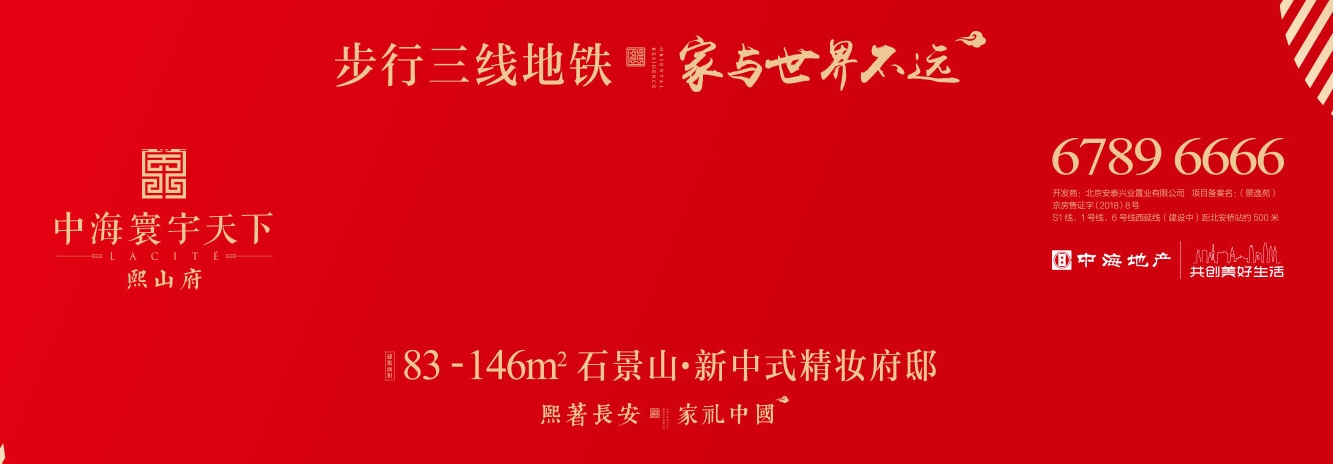 步行三线地铁 ORIENTAL RESIDENCE 家与世界不远
中海寰宇天下
LACITÉ
熙山府
6789 6666
开发商：北京安泰兴业置业有限公司 项目备案名：（景逸苑）
京房售证字(2018)8号
S1线、1号线、6号线西延线（建设中）距北安桥站约500米
中海地产 共创美好生活
建筑面积 83-146m² 石景山·新中式精妆府邸
熙著長安 家礼中國